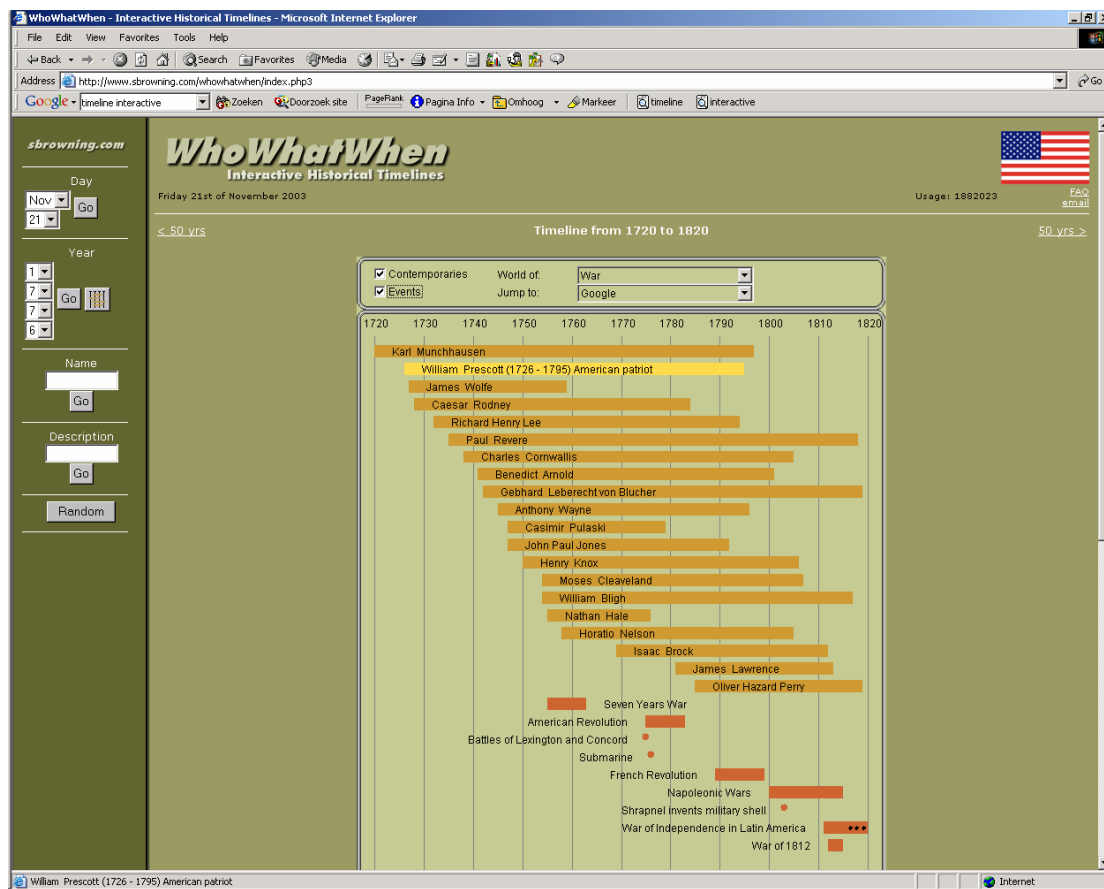 WhoWhatWhen - Interactive Historical Timelines - Microsoft Internet Explorer
File Edit View Favorites Tools Help
Back Search Favorites Media
Address http://www.sbrowning.com/whowhatwhen/index.php3 Go
Google timeline interactive Zoeken Doorzoek site PageRank Pagina Info Omhoog Markeer timeline interactive
sbrowning.com
Day
Nov
21
Go
Year
1
7
7
6
Go
Name
Go
Description
Go
Random
WhoWhatWhen
Interactive Historical Timelines
Friday 21st of November 2003
Usage: 1882023
FAQ
email
< 50 yrs Timeline from 1720 to 1820 50 yrs >
Contemporaries World of: War
Events Jump to: Google
1720 1730 1740 1750 1760 1770 1780 1790 1800 1810 1820
Karl Munchhausen
William Prescott (1726 - 1795) American patriot
James Wolfe
Caesar Rodney
Richard Henry Lee
Paul Revere
Charles Cornwallis
Benedict Arnold
Gebhard Leberecht von Blucher
Anthony Wayne
Casimir Pulaski
John Paul Jones
Henry Knox
Moses Cleaveland
William Bligh
Nathan Hale
Horatio Nelson
Isaac Brock
James Lawrence
Oliver Hazard Perry
Seven Years War
American Revolution
Battles of Lexington and Concord
Submarine
French Revolution
Napoleonic Wars
Shrapnel invents military shell
War of Independence in Latin America
War of 1812
William Prescott (1726 - 1795) American patriot Internet